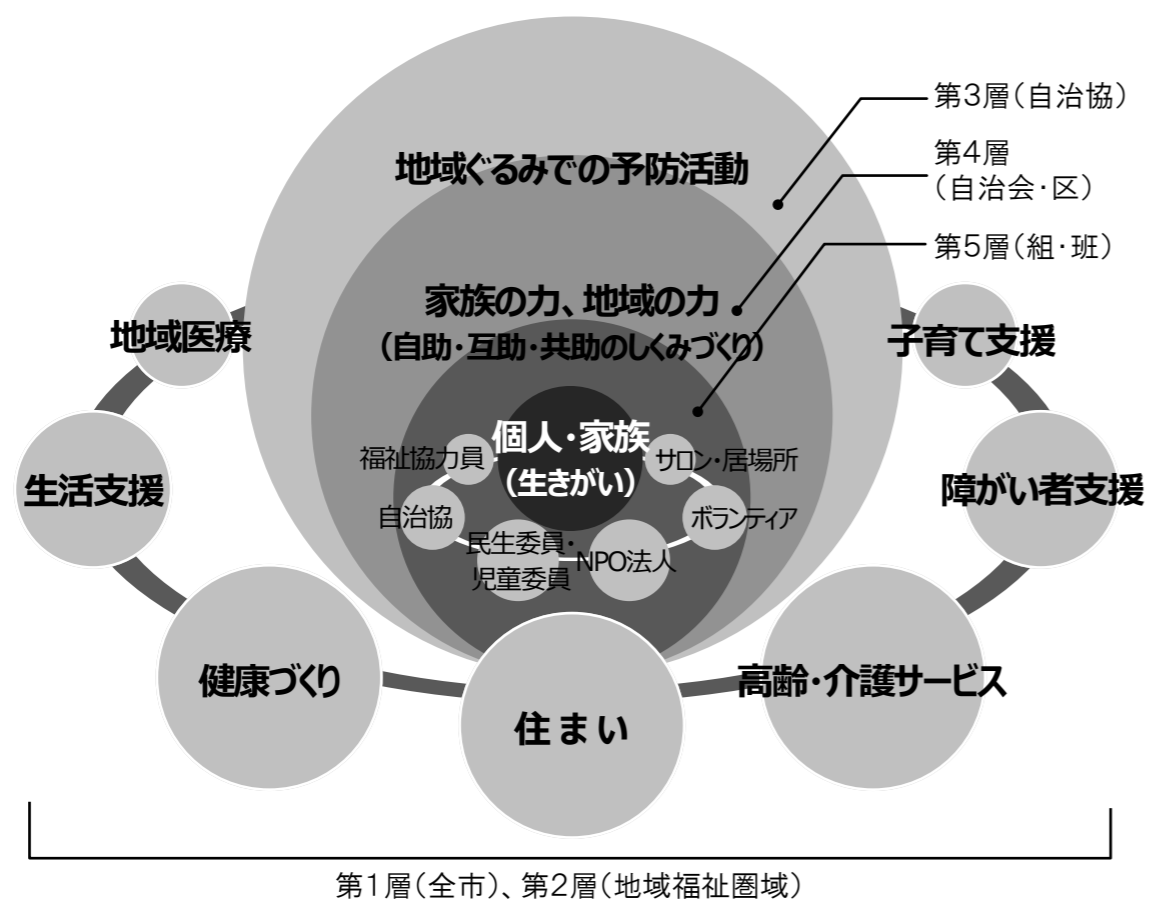 第3層(自治協)
第4層
(自治会・区)
第5層(組・班)
地域ぐるみでの予防活動
家族の力、地域の力
(自助・互助・共助のしくみづくり)
個人・家族
(生きがい)
福祉協力員
サロン・居場所
自治協
ボランティア
民生委員・
児童委員
NPO法人
地域医療
子育て支援
生活支援
障がい者支援
健康づくり
高齢・介護サービス
住まい
第1層(全市)、第2層(地域福祉圏域)